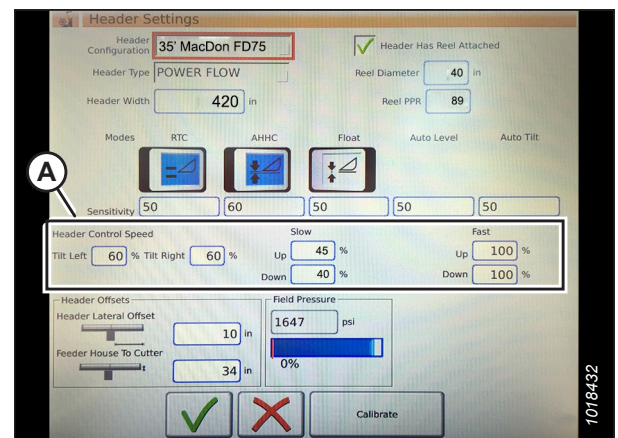 Header Settings
Header Configuration 35' MacDon FD75
Header Has Reel Attached
Header Type POWER FLOW
Reel Diameter 40 in
Header Width 420 in
Reel PPR 89
Modes RTC AHHC Float Auto Level Auto Tilt
A
Sensitivity 50 60 50 50 50
Header Control Speed Slow Fast
Tilt Left 60 % Tilt Right 60 % Up 45 % Up 100 %
Down 40 % Down 100 %
Header Offsets Field Pressure
Header Lateral Offset
10 in 1647 psi
Feeder House To Cutter
34 in 0%
Calibrate
1018432